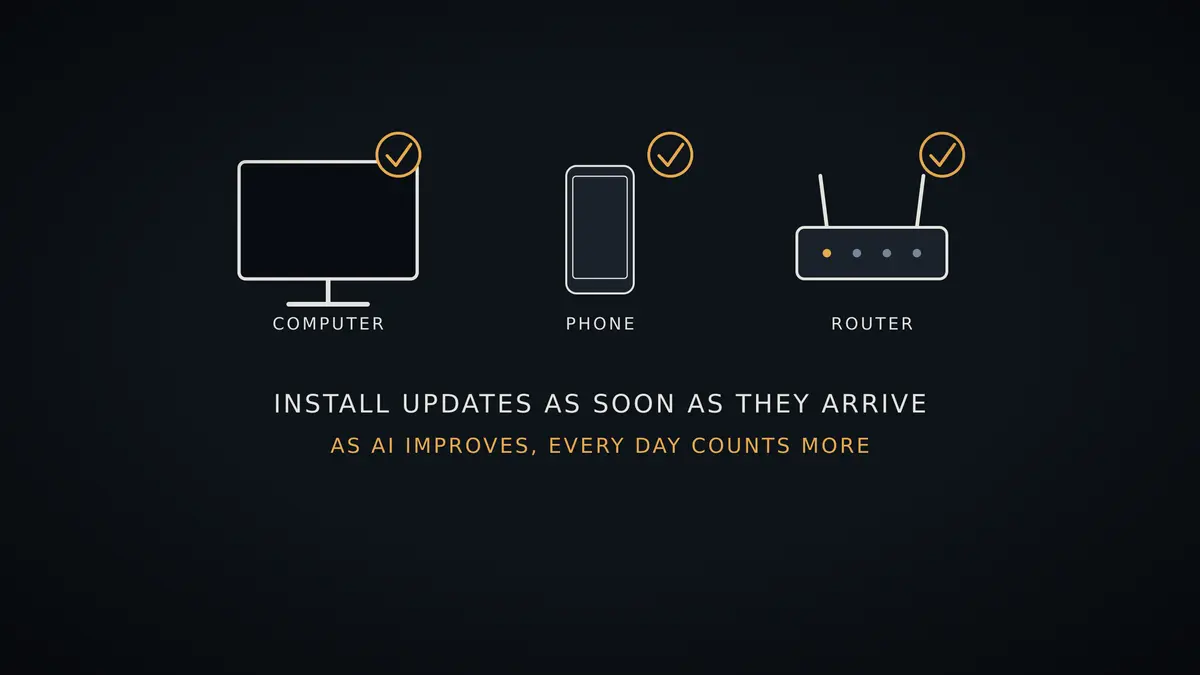 COMPUTER
PHONE
ROUTER
INSTALL UPDATES AS SOON AS THEY ARRIVE
AS AI IMPROVES, EVERY DAY COUNTS MORE